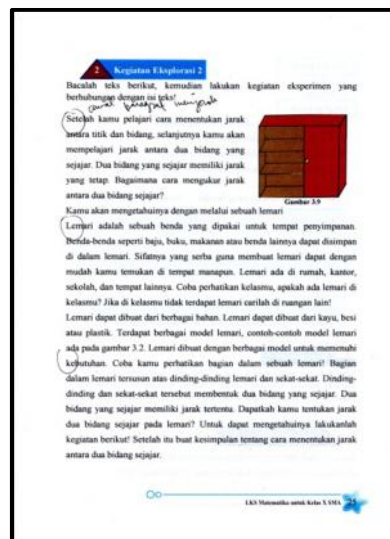 2 Kegiatan Eksplorasi 2
Bacalah teks berikut, kemudian lakukan kegiatan eksperimen yang
berhubungan dengan isi teks!
awal paragraf menjorok
Setelah kamu pelajari cara menentukan jarak
antara titik dan bidang, selanjutnya kamu akan
mempelajari jarak antara dua bidang yang
sejajar. Dua bidang yang sejajar memiliki jarak
yang tetap. Bagaimana cara mengukur jarak
antara dua bidang sejajar?
Gambar 3.9
Kamu akan mengetahuinya dengan melalui sebuah lemari
Lemari adalah sebuah benda yang dipakai untuk tempat penyimpanan.
Benda-benda seperti baju, buku, makanan atau benda lainnya dapat disimpan
di dalam lemari. Sifatnya yang serba guna membuat lemari dapat dengan
mudah kamu temukan di tempat manapun. Lemari ada di rumah, kantor,
sekolah, dan tempat lainnya. Coba perhatikan kelasmu, apakah ada lemari di
kelasmu? Jika di kelasmu tidak terdapat lemari carilah di ruangan lain!
Lemari dapat dibuat dari berbagai bahan. Lemari dapat dibuat dari kayu, besi
atau plastik. Terdapat berbagai model lemari, contoh-contoh model lemari
ada pada gambar 3.2. Lemari dibuat dengan berbagai model untuk memenuhi
kebutuhan. Coba kamu perhatikan bagian dalam sebuah lemari! Bagian
dalam lemari tersusun atas dinding-dinding lemari dan sekat-sekat. Dinding-
dinding dan sekat-sekat tersebut membentuk dua bidang yang sejajar. Dua
bidang yang sejajar memiliki jarak tertentu. Dapatkah kamu tentukan jarak
dua bidang sejajar pada lemari? Untuk dapat mengetahuinya lakukanlah
kegiatan berikut! Setelah itu buat kesimpulan tentang cara menentukan jarak
antara dua bidang sejajar.
LKS Matematika untuk Kelas X SMA 25